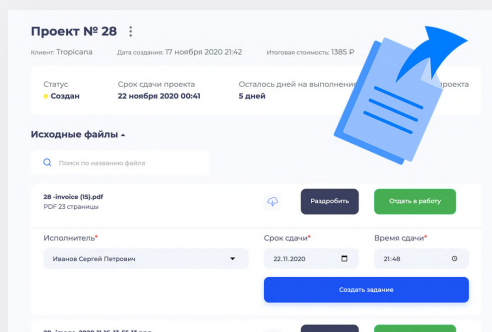 Проект № 28
Клиент: Tropicana Дата создания: 17 ноября 2020 21:42 Итоговая стоимость: 1385 Р
Статус Срок сдачи проекта Осталось дней на выполнение проекта
Создан 22 ноября 2020 00:41 5 дней
Исходные файлы
Поиск по названию файла
28 -invoice (15).pdf
PDF 23 страницы
Раздробить Отдать в работу
Исполнитель* Срок сдачи* Время сдачи*
Иванов Сергей Петрович 22.11.2020 21:48
Создать задание